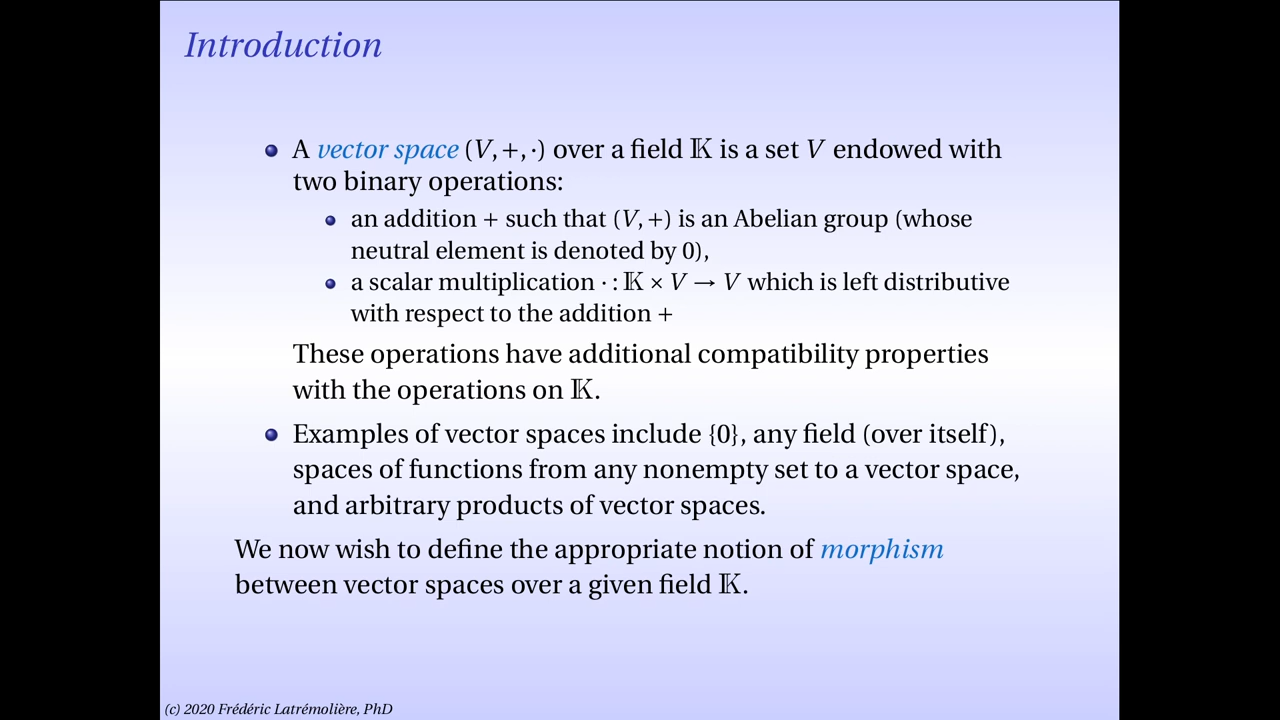 Introduction
A vector space (V, +, ·) over a field 𝕂 is a set V endowed with
two binary operations:
an addition + such that (V, +) is an Abelian group (whose
neutral element is denoted by 0),
a scalar multiplication · : 𝕂 × V → V which is left distributive
with respect to the addition +
These operations have additional compatibility properties
with the operations on 𝕂.
Examples of vector spaces include {0}, any field (over itself),
spaces of functions from any nonempty set to a vector space,
and arbitrary products of vector spaces.
We now wish to define the appropriate notion of morphism
between vector spaces over a given field 𝕂.
(c) 2020 Frédéric Latrémolière, PhD